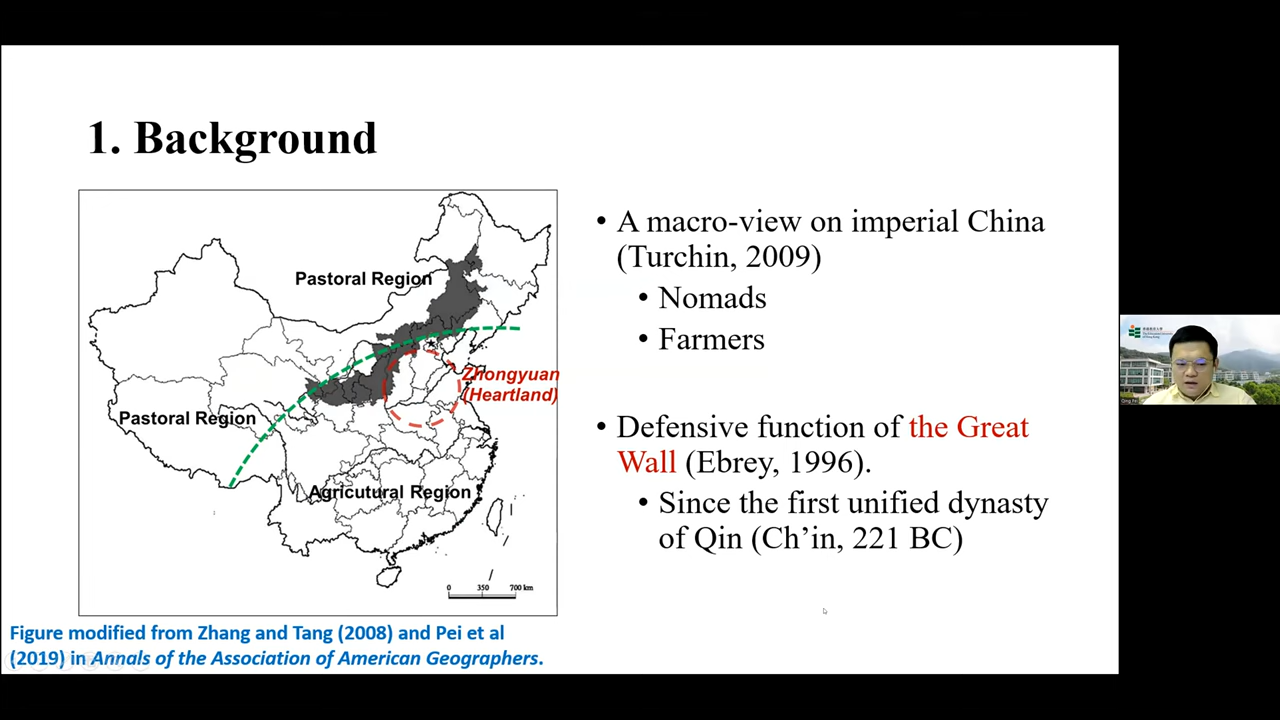 1. Background
Pastoral Region
Zhongyuan
(Heartland)
Pastoral Region
Agricutural Region
0 350 700 km
Figure modified from Zhang and Tang (2008) and Pei et al
(2019) in Annals of the Association of American Geographers.
• A macro-view on imperial China
(Turchin, 2009)
• Nomads
• Farmers
• Defensive function of the Great
Wall (Ebrey, 1996).
• Since the first unified dynasty
of Qin (Ch’in, 221 BC)